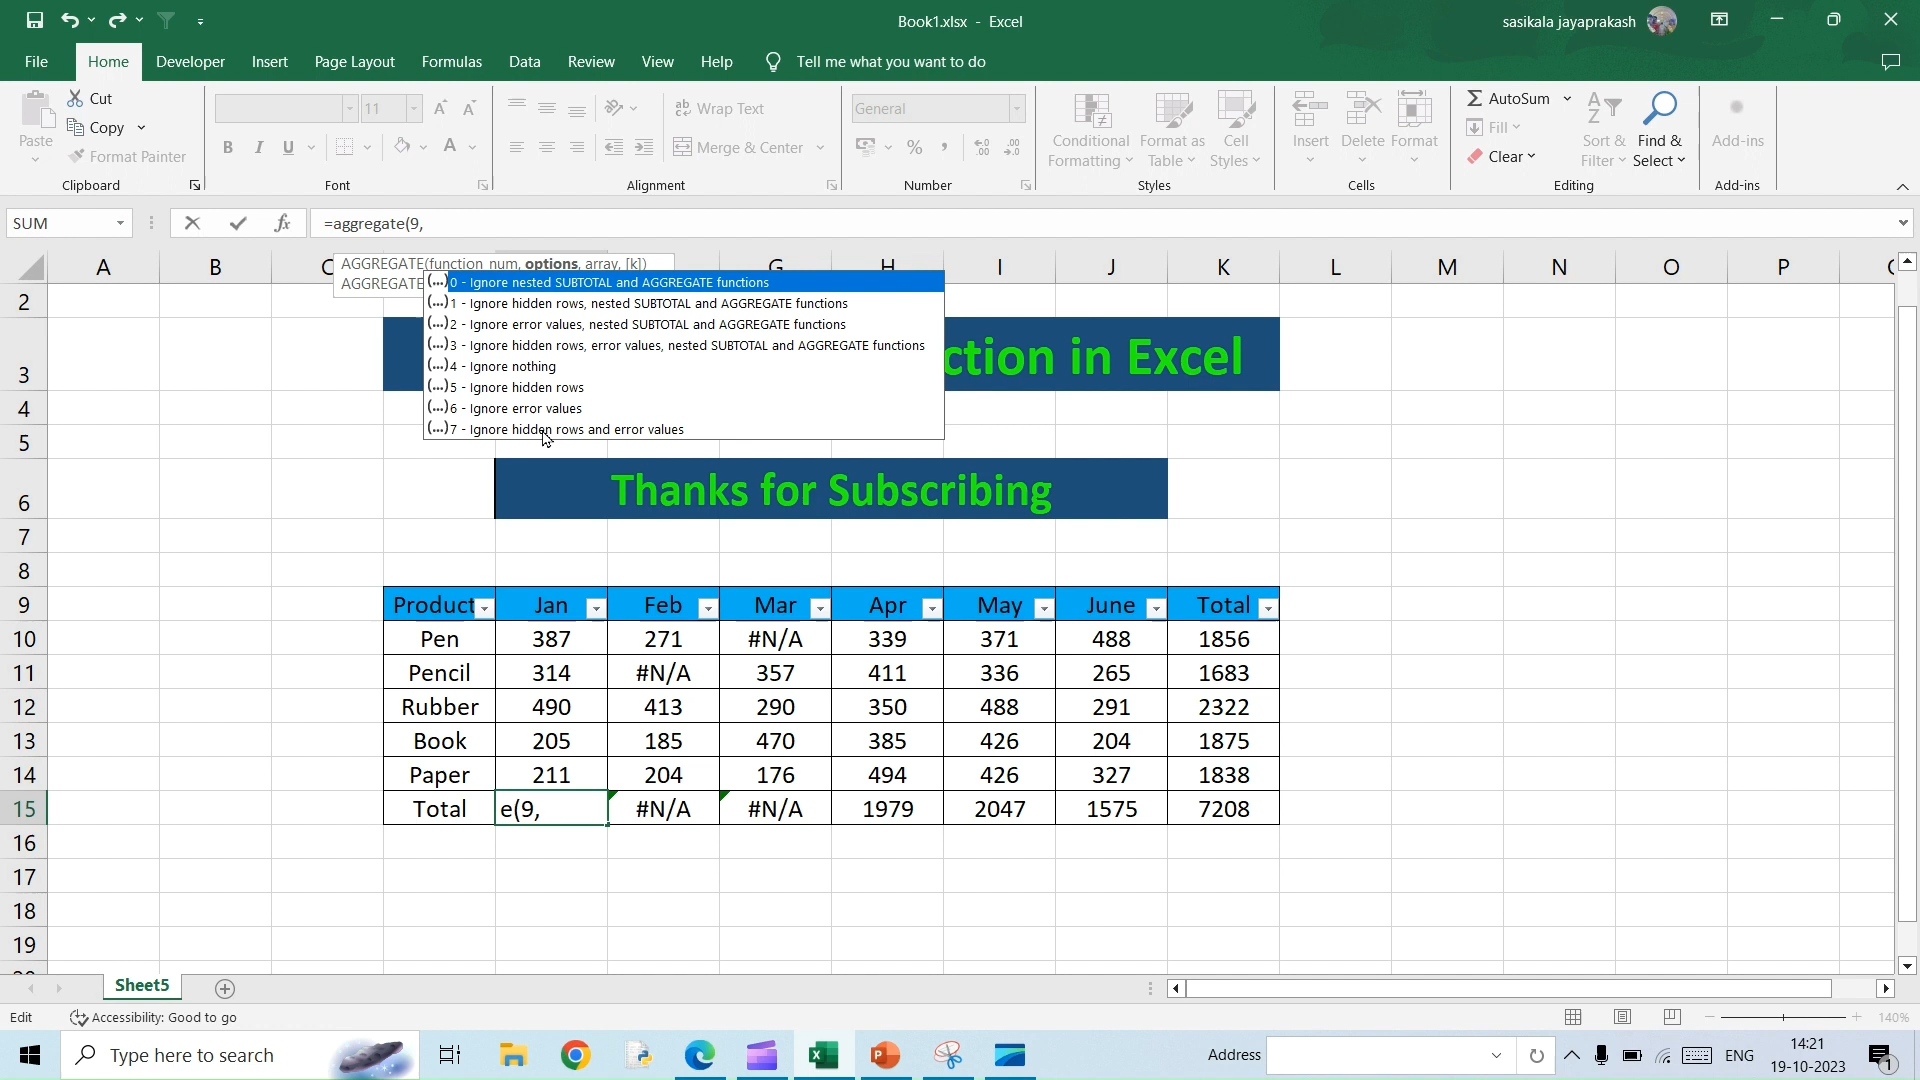 Book1.xlsx - Excel
sasikala jayaprakash
File Home Developer Insert Page Layout Formulas Data Review View Help Tell me what you want to do
Paste
Cut
Copy
Format Painter
Clipboard
11
B I U
Font
Wrap Text
Merge & Center
Alignment
General
Number
Conditional Formatting
Format as Table
Cell Styles
Styles
Insert
Delete
Format
Cells
AutoSum
Fill
Clear
Sort & Filter
Find & Select
Editing
Add-ins
Add-ins
SUM
fx
=aggregate(9,
AGGREGATE(function_num, options, array, [k])
AGGREGATE
(...)0 - Ignore nested SUBTOTAL and AGGREGATE functions
(...)1 - Ignore hidden rows, nested SUBTOTAL and AGGREGATE functions
(...)2 - Ignore error values, nested SUBTOTAL and AGGREGATE functions
(...)3 - Ignore hidden rows, error values, nested SUBTOTAL and AGGREGATE functions
(...)4 - Ignore nothing
(...)5 - Ignore hidden rows
(...)6 - Ignore error values
(...)7 - Ignore hidden rows and error values
A B C G H I J K L M N O P
2
3 ction in Excel
4
5
6 Thanks for Subscribing
7
8
9 Product Jan Feb Mar Apr May June Total
10 Pen 387 271 #N/A 339 371 488 1856
11 Pencil 314 #N/A 357 411 336 265 1683
12 Rubber 490 413 290 350 488 291 2322
13 Book 205 185 470 385 426 204 1875
14 Paper 211 204 176 494 426 327 1838
15 Total e(9, #N/A #N/A 1979 2047 1575 7208
16
17
18
19
Sheet5
Edit Accessibility: Good to go
140%
Type here to search
Address
ENG
14:21
19-10-2023
1